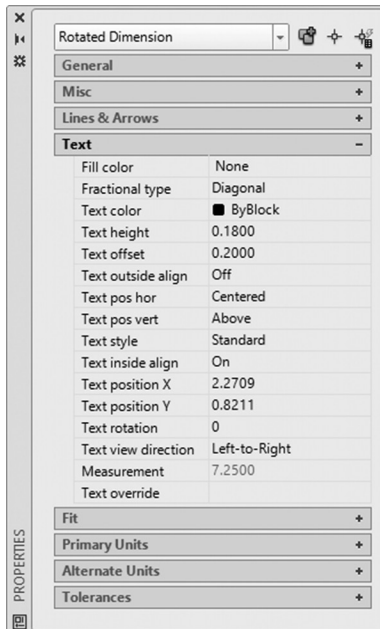 Rotated Dimension
General +
Misc +
Lines & Arrows +
Text –
Fill color None
Fractional type Diagonal
Text color ByBlock
Text height 0.1800
Text offset 0.2000
Text outside align Off
Text pos hor Centered
Text pos vert Above
Text style Standard
Text inside align On
Text position X 2.2709
Text position Y 0.8211
Text rotation 0
Text view direction Left-to-Right
Measurement 7.2500
Text override
Fit +
Primary Units +
Alternate Units +
Tolerances +
PROPERTIES